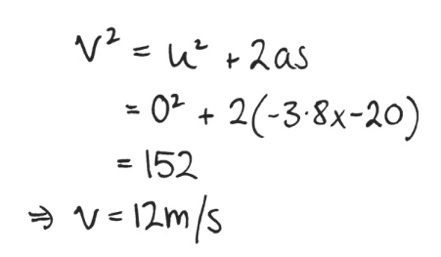 v² = u² + 2as
= 0² + 2(-3·8x-20)
= 152
⇒ v = 12m/s